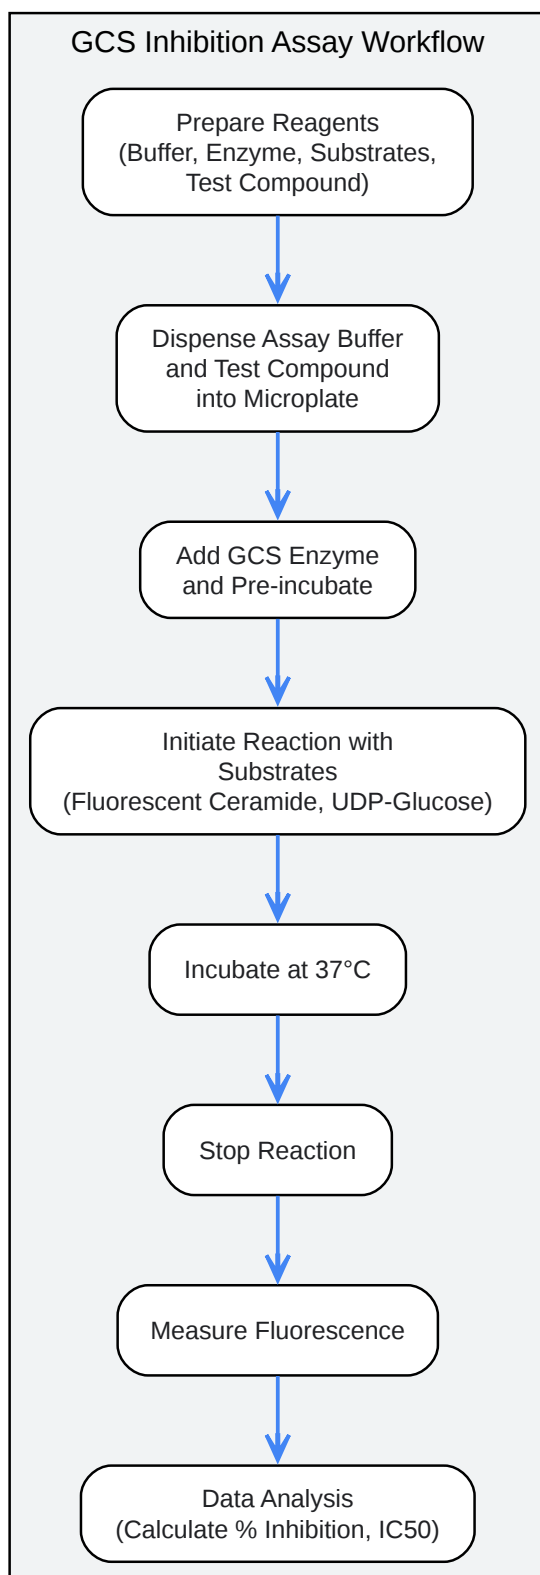 GCS Inhibition Assay Workflow
Prepare Reagents
(Buffer, Enzyme, Substrates,
Test Compound)
Dispense Assay Buffer
and Test Compound
into Microplate
Add GCS Enzyme
and Pre-incubate
Initiate Reaction with
Substrates
(Fluorescent Ceramide, UDP-Glucose)
Incubate at 37°C
Stop Reaction
Measure Fluorescence
Data Analysis
(Calculate % Inhibition, IC50)